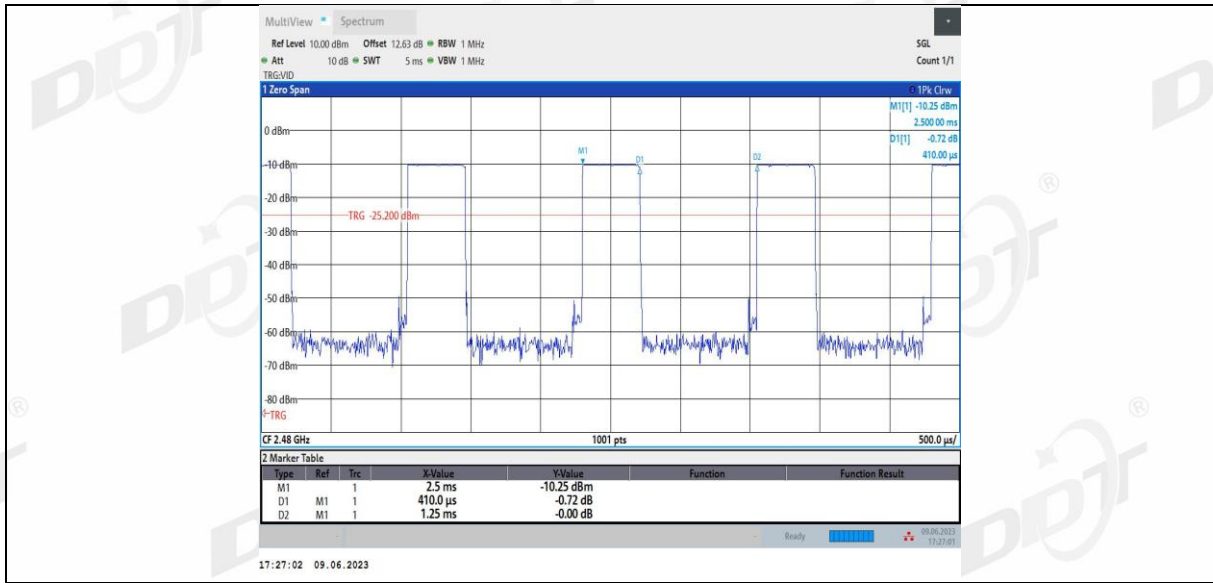 MultiView Spectrum
Ref Level 10.00 dBm Offset 12.63 dB RBW 1 MHz SGL
Att 10 dB SWT 5 ms VBW 1 MHz Count 1/1
TRG:VID
1 Zero Span 1Pk Clrw
M1[1] -10.25 dBm
2.500 00 ms
D1[1] -0.72 dB
410.00 µs
0 dBm
M1
D1
D2
-10 dBm
-20 dBm
TRG -25.200 dBm
-30 dBm
-40 dBm
-50 dBm
-60 dBm
-70 dBm
-80 dBm
TRG
CF 2.48 GHz 1001 pts 500.0 µs/
2 Marker Table
Type Ref Trc X-Value Y-Value Function Function Result
M1 1 2.5 ms -10.25 dBm
D1 M1 1 410.0 µs -0.72 dB
D2 M1 1 1.25 ms -0.00 dB
Ready 09.06.2023
17:27:01
17:27:02 09.06.2023
DDT